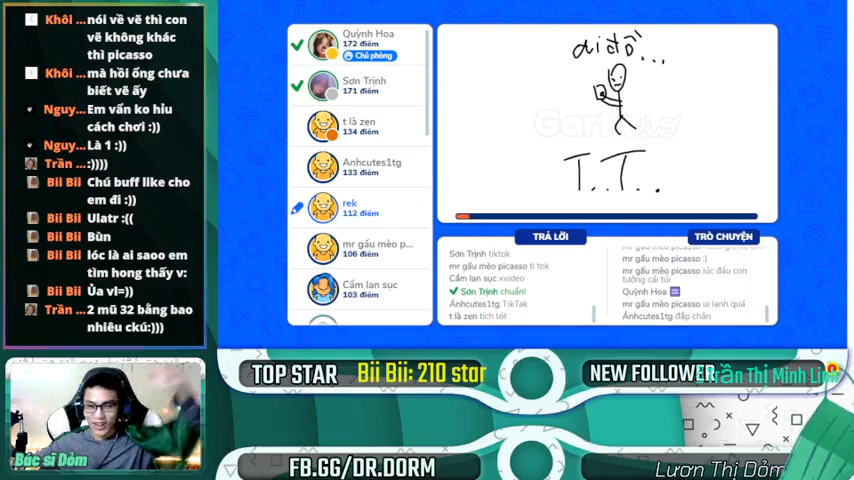 Khôi ... nói về vẽ thì con
vẽ không khác
thì picasso
Khôi ... mà hồi ổng chưa
biết vẽ ấy
Nguy... Em vẩn ko hỉu
cách chơi :))
Nguy... Là 1 :))
Trần ... :))))
Bii Bii Chú buff like cho
em đi :))
Bii Bii Ulatr :((
Bii Bii Bùn
Bii Bii lóc là ai saoo em
tìm hong thấy v:
Bii Bii Ủa vl=))
Trần ... 2 mũ 32 bằng bao
nhiêu ckú:)))
Bác sĩ Dỏm
Quỳnh Hoa
172 điểm
Chủ phòng
Sơn Trinh
171 điểm
t là zen
134 điểm
Anhcutes1tg
133 điểm
rek
112 điểm
mr gấu mèo p...
106 điểm
Cầm lan sục
103 điểm
di đồ...
T..T..
TRẢ LỜI
Sơn Trịnh tiktok
mr gấu mèo picasso ti tok
Cầm lan sục xvideo
Sơn Trịnh chuẩn!
Ánhcutes1tg TikTak
t là zen tích tót
TRÒ CHUYỆN
mr gấu mèo picasso :)
mr gấu mèo picasso lúc đầu con
tưởng cái túi
Quỳnh Hoa
mr gấu mèo picasso ui lạnh quá
Ánhcutes1tg đắp chăn
TOP STAR
Bii Bii: 210 star
NEW FOLLOWER
Trần Thị Minh
FB.GG/DR.DORM
Lươn Thị Dỏm